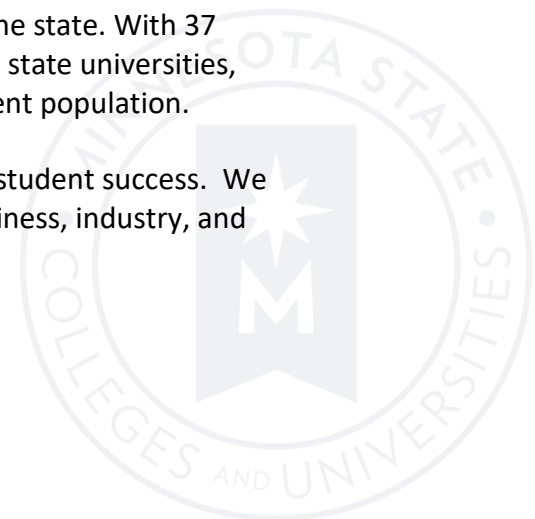 he state. With 37
state universities,
ent population.
student success.  We
iness, industry, and
MINNESOTA STATE
COLLEGES AND UNIVERSITIES
M